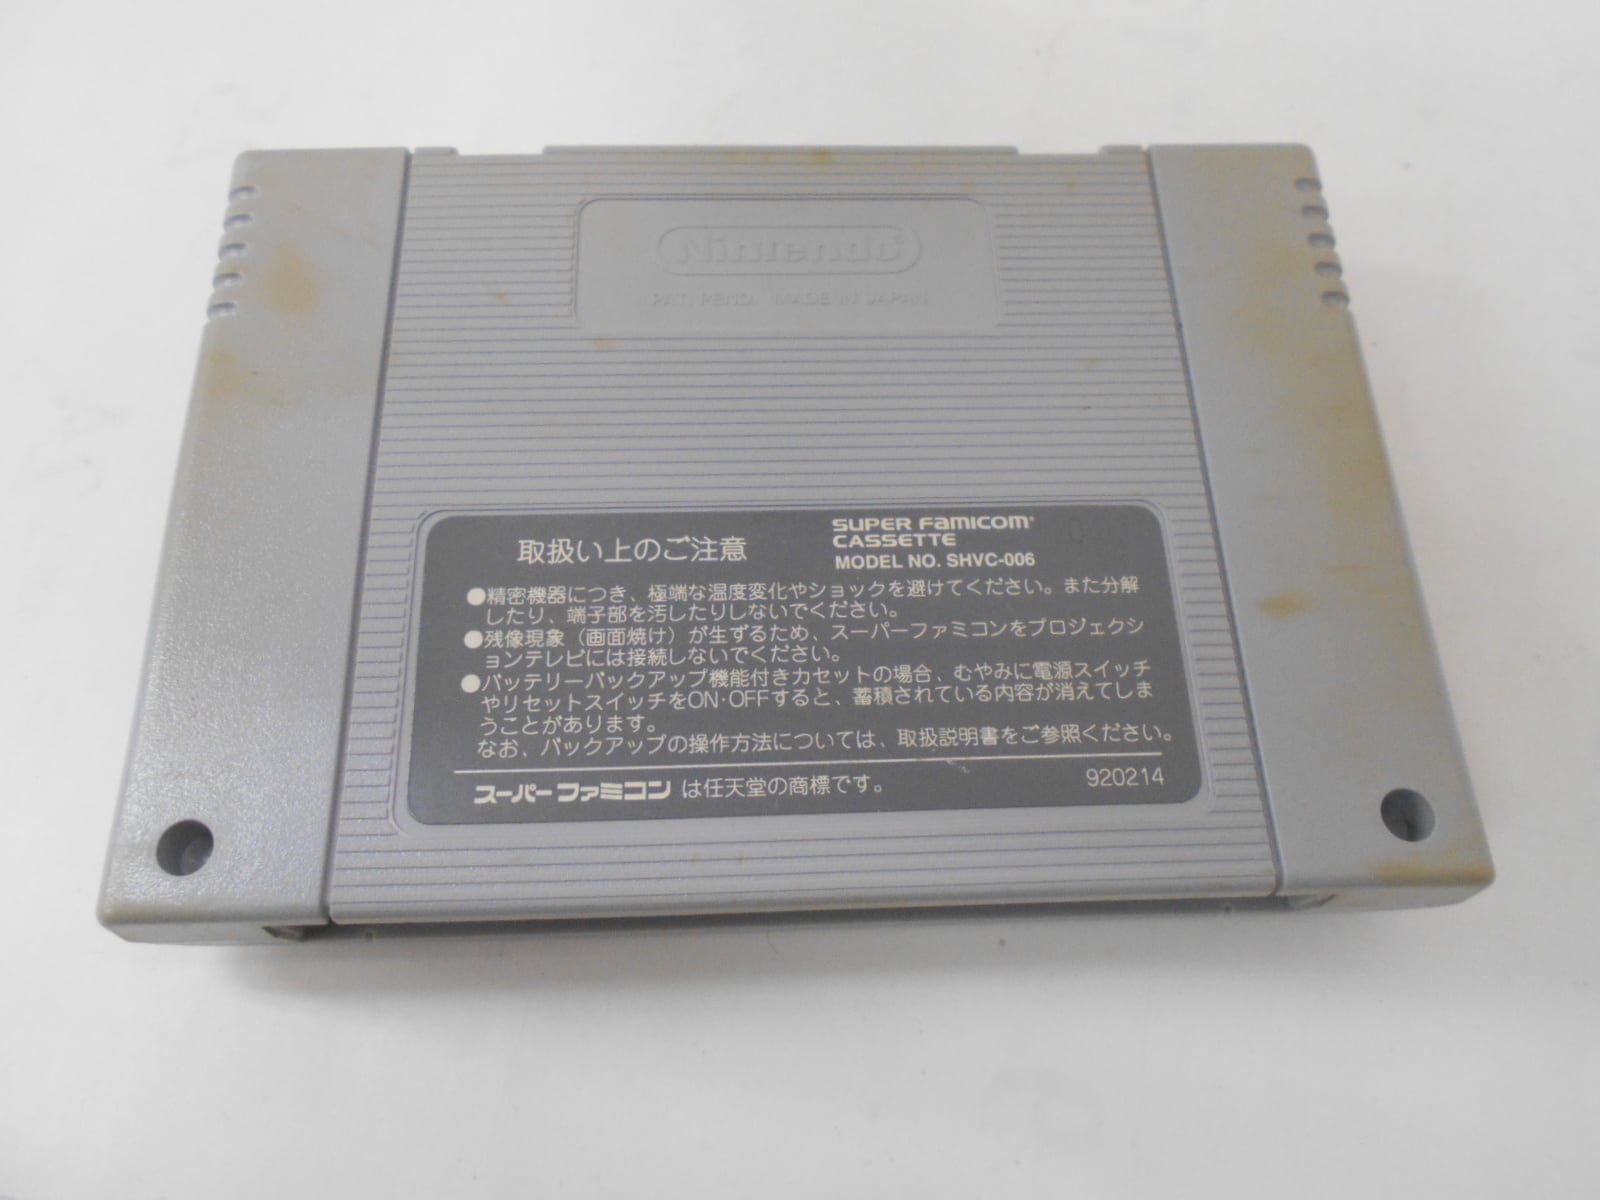 Nintendo®
PAT. PEND. MADE IN JAPAN
取扱い上のご注意
SUPER FAMICOM®
CASSETTE
MODEL NO. SHVC-006
●精密機器につき、極端な温度変化やショックを避けてください。また分解
したり、端子部を汚したりしないでください。
●残像現象(画面焼け)が生ずるため、スーパーファミコンをプロジェクシ
ョンテレビには接続しないでください。
●バッテリーバックアップ機能付きカセットの場合、むやみに電源スイッチ
やリセットスイッチをON·OFFすると、蓄積されている内容が消えてしま
うことがあります。
なお、バックアップの操作方法については、取扱説明書をご参照ください。
スーパーファミコン は任天堂の商標です。
920214